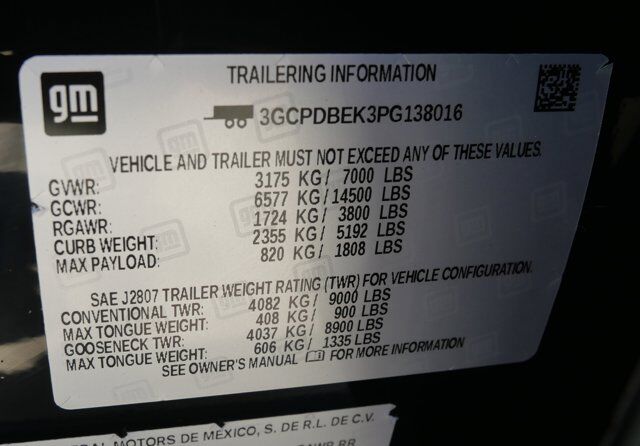 gm
TRAILERING INFORMATION
3GCPDBEK3PG138016
VEHICLE AND TRAILER MUST NOT EXCEED ANY OF THESE VALUES.
GVWR: 3175 KG/ 7000 LBS
GCWR: 6577 KG/14500 LBS
RGAWR: 1724 KG/ 3800 LBS
CURB WEIGHT: 2355 KG/ 5192 LBS
MAX PAYLOAD: 820 KG/ 1808 LBS
SAE J2807 TRAILER WEIGHT RATING (TWR) FOR VEHICLE CONFIGURATION.
CONVENTIONAL TWR: 4082 KG/ 9000 LBS
MAX TONGUE WEIGHT: 408 KG/ 900 LBS
GOOSENECK TWR: 4037 KG/ 8900 LBS
MAX TONGUE WEIGHT: 606 KG/ 1335 LBS
SEE OWNER'S MANUAL FOR MORE INFORMATION
MOTORS DE MEXICO, S. DE R.L. DE C.V.
RR